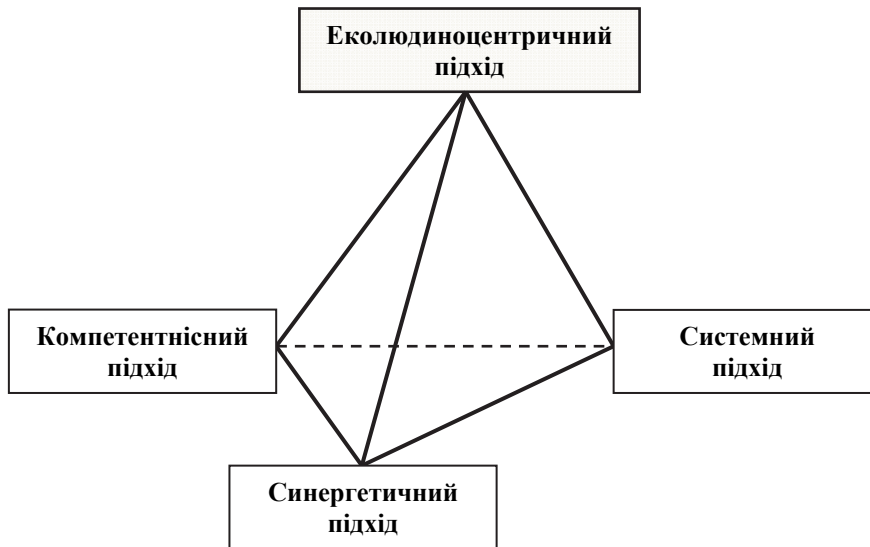 Еколюдиноцентричний
підхід
Компетентнісний
підхід
Системний
підхід
Синергетичний
підхід